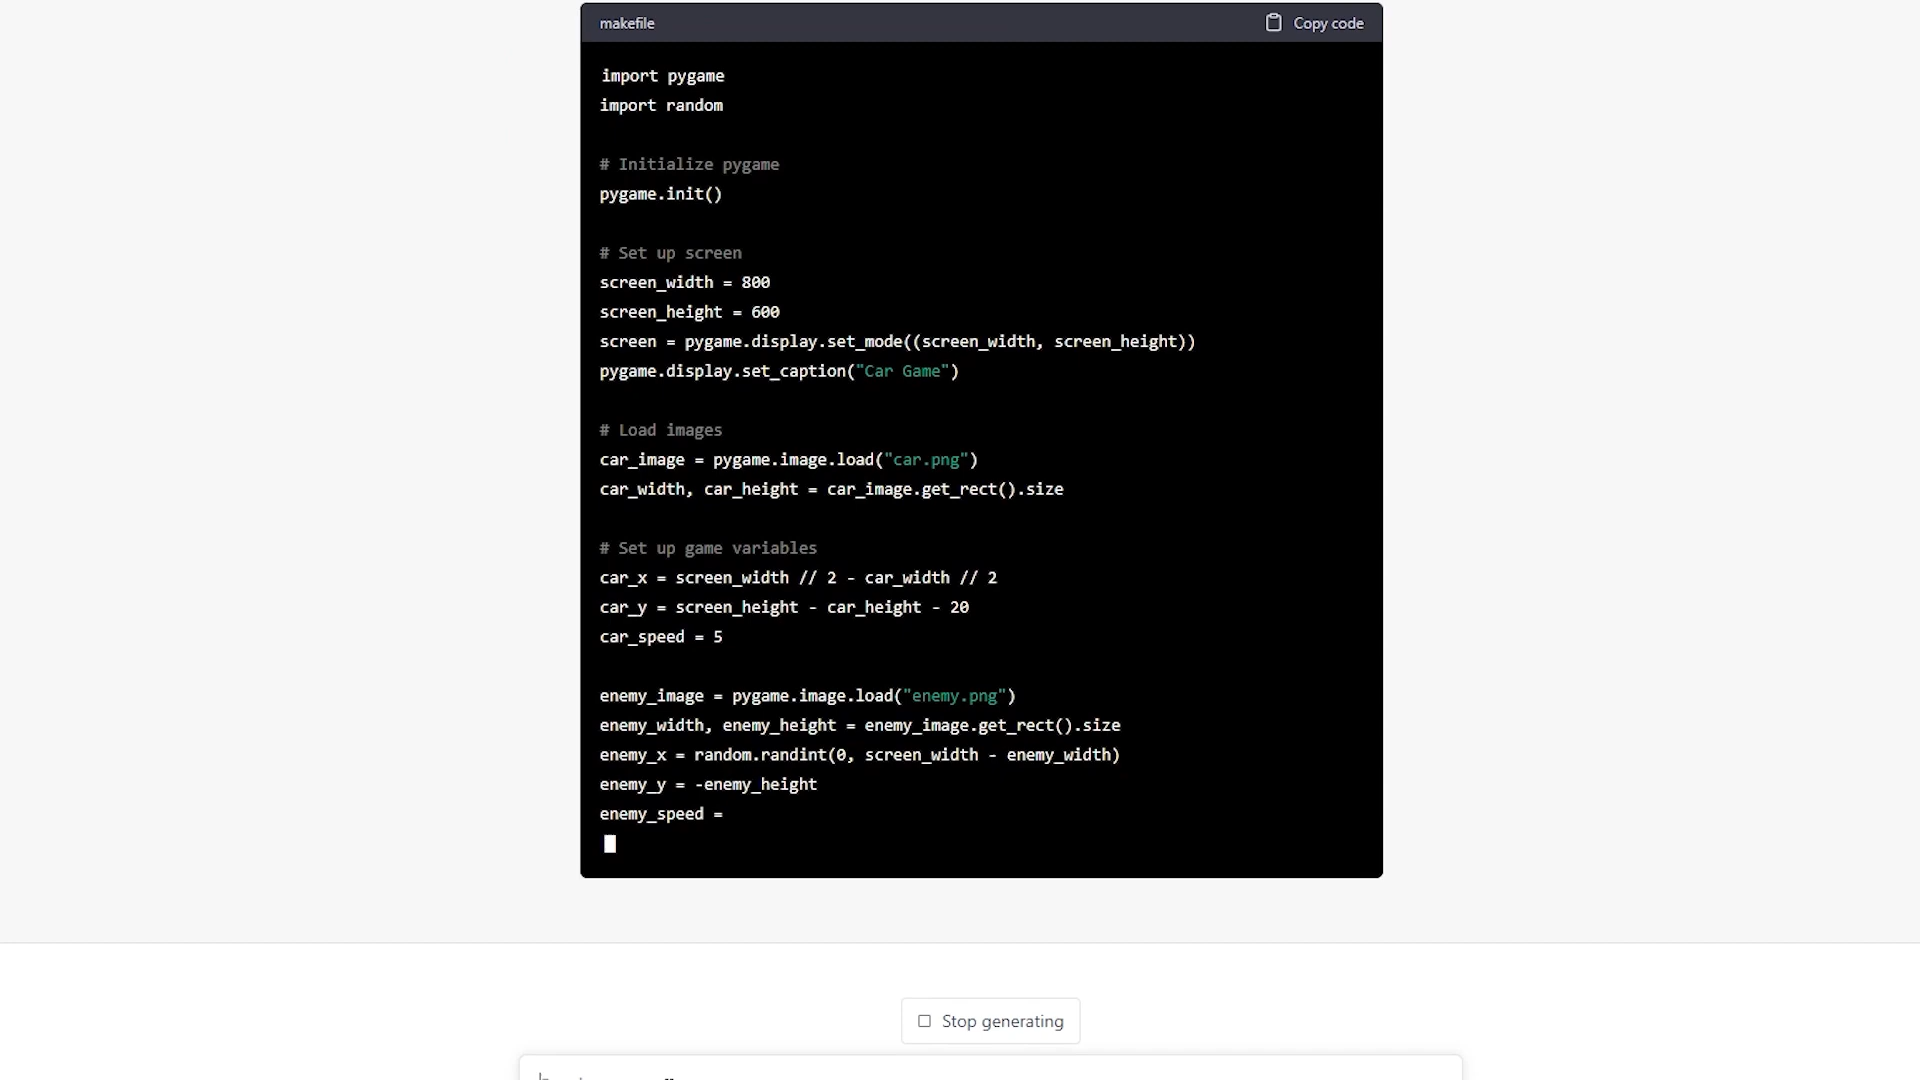 makefile
Copy code
import pygame
import random
# Initialize pygame
pygame.init()
# Set up screen
screen_width = 800
screen_height = 600
screen = pygame.display.set_mode((screen_width, screen_height))
pygame.display.set_caption("Car Game")
# Load images
car_image = pygame.image.load("car.png")
car_width, car_height = car_image.get_rect().size
# Set up game variables
car_x = screen_width // 2 - car_width // 2
car_y = screen_height - car_height - 20
car_speed = 5
enemy_image = pygame.image.load("enemy.png")
enemy_width, enemy_height = enemy_image.get_rect().size
enemy_x = random.randint(0, screen_width - enemy_width)
enemy_y = -enemy_height
enemy_speed =
Stop generating